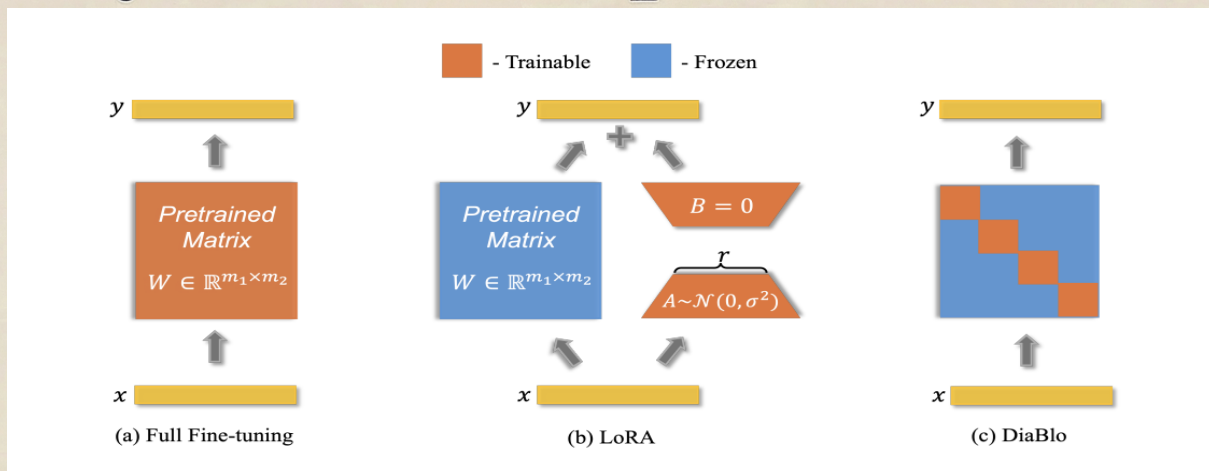 - Trainable - Frozen
y y y
Pretrained Matrix
W ∈ ℝ^{m₁×m₂}
Pretrained Matrix
W ∈ ℝ^{m₁×m₂}
B = 0
r
A~𝒩(0, σ²)
x x x
(a) Full Fine-tuning (b) LoRA (c) DiaBlo